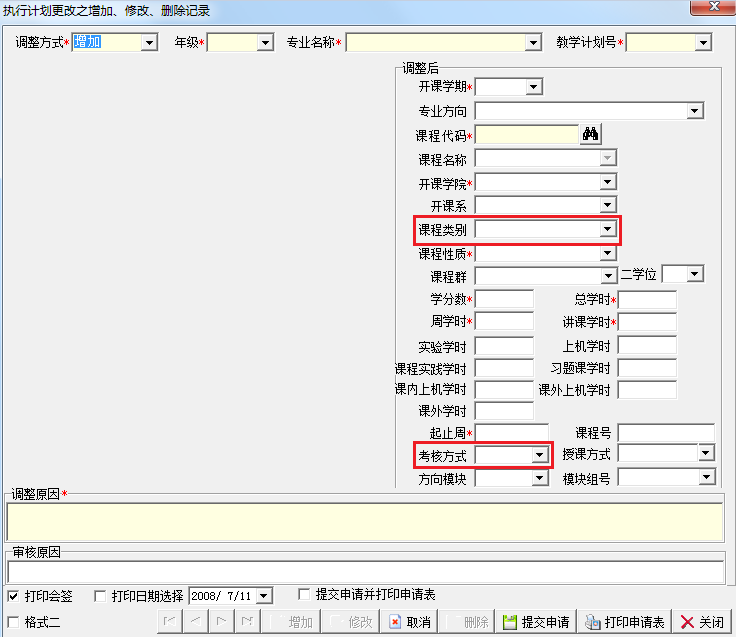 执行计划更改之增加、修改、删除记录
调整方式* 增加 年级* 专业名称* 教学计划号*
调整后
开课学期*
专业方向
课程代码*
课程名称
开课学院*
开课系
课程类别
课程性质*
课程群 二学位
学分数* 总学时*
周学时* 讲课学时*
实验学时 上机学时
课程实践学时 习题课学时
课内上机学时 课外上机学时
课外学时
起止周* 课程号
考核方式 授课方式
方向模块 模块组号
调整原因*
审核原因
打印会签 打印日期选择 2008/ 7/11 提交申请并打印申请表
格式二 增加 修改 取消 删除 提交申请 打印申请表 关闭